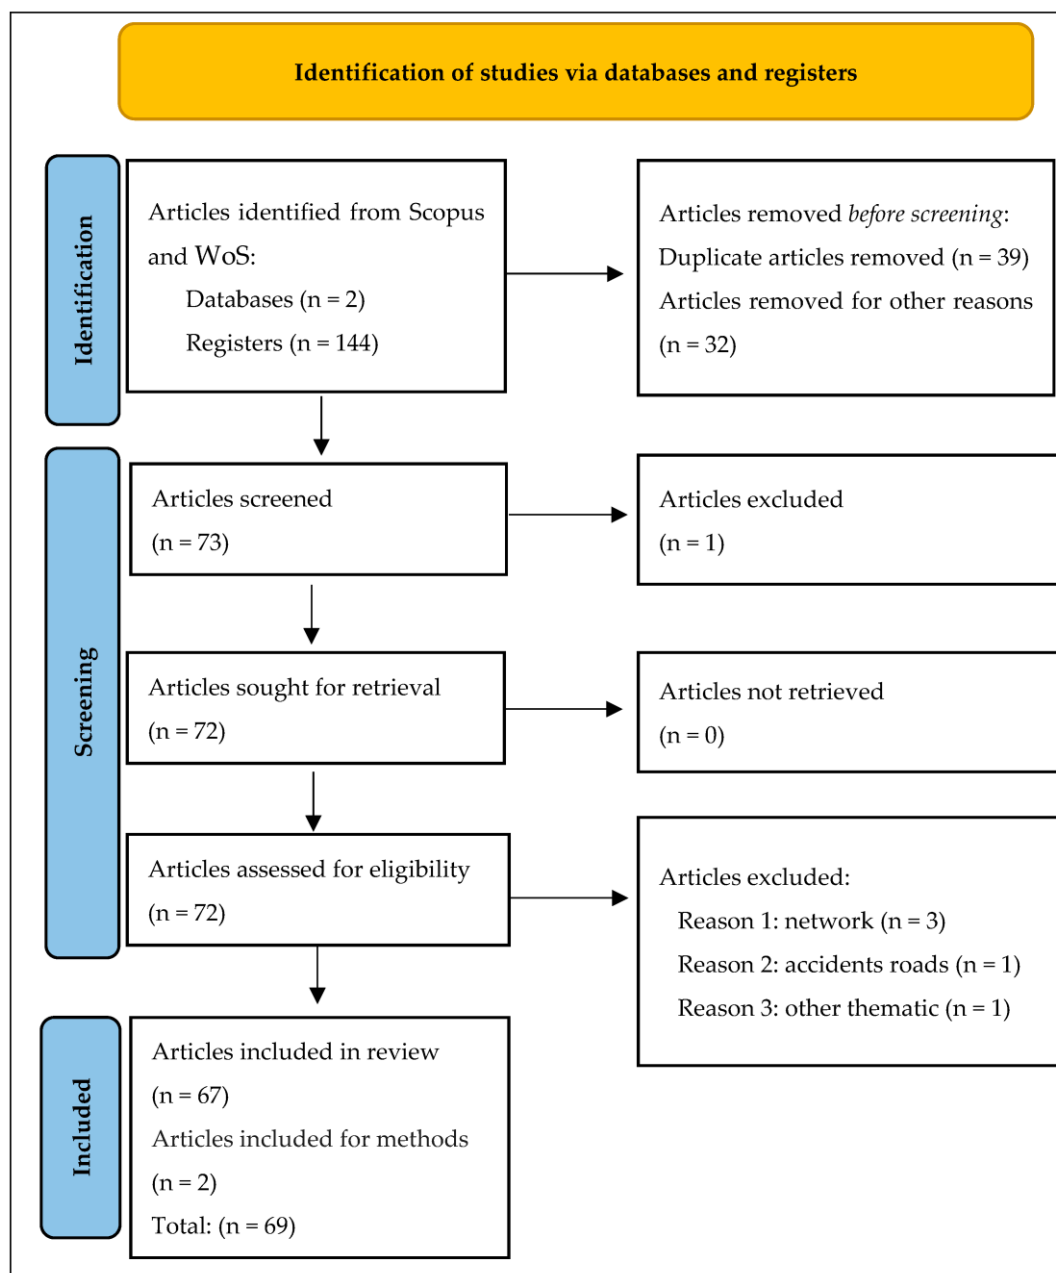 Identification of studies via databases and registers
Identification
Articles identified from Scopus
and WoS:
Databases (n = 2)
Registers (n = 144)
Articles removed before screening:
Duplicate articles removed (n = 39)
Articles removed for other reasons
(n = 32)
Screening
Articles screened
(n = 73)
Articles excluded
(n = 1)
Articles sought for retrieval
(n = 72)
Articles not retrieved
(n = 0)
Articles assessed for eligibility
(n = 72)
Articles excluded:
Reason 1: network (n = 3)
Reason 2: accidents roads (n = 1)
Reason 3: other thematic (n = 1)
Included
Articles included in review
(n = 67)
Articles included for methods
(n = 2)
Total: (n = 69)